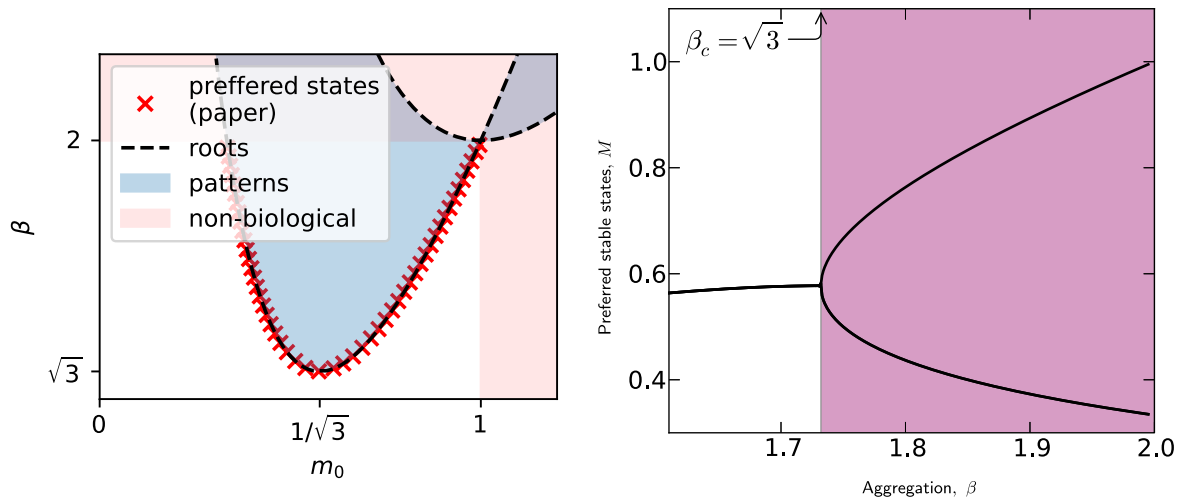 preffered states
(paper)
roots
patterns
non-biological
2
√3
β
0
1/√3
1
m₀
β_c = √3
1.0
0.8
0.6
0.4
Preferred stable states, M
1.7
1.8
1.9
2.0
Aggregation, β